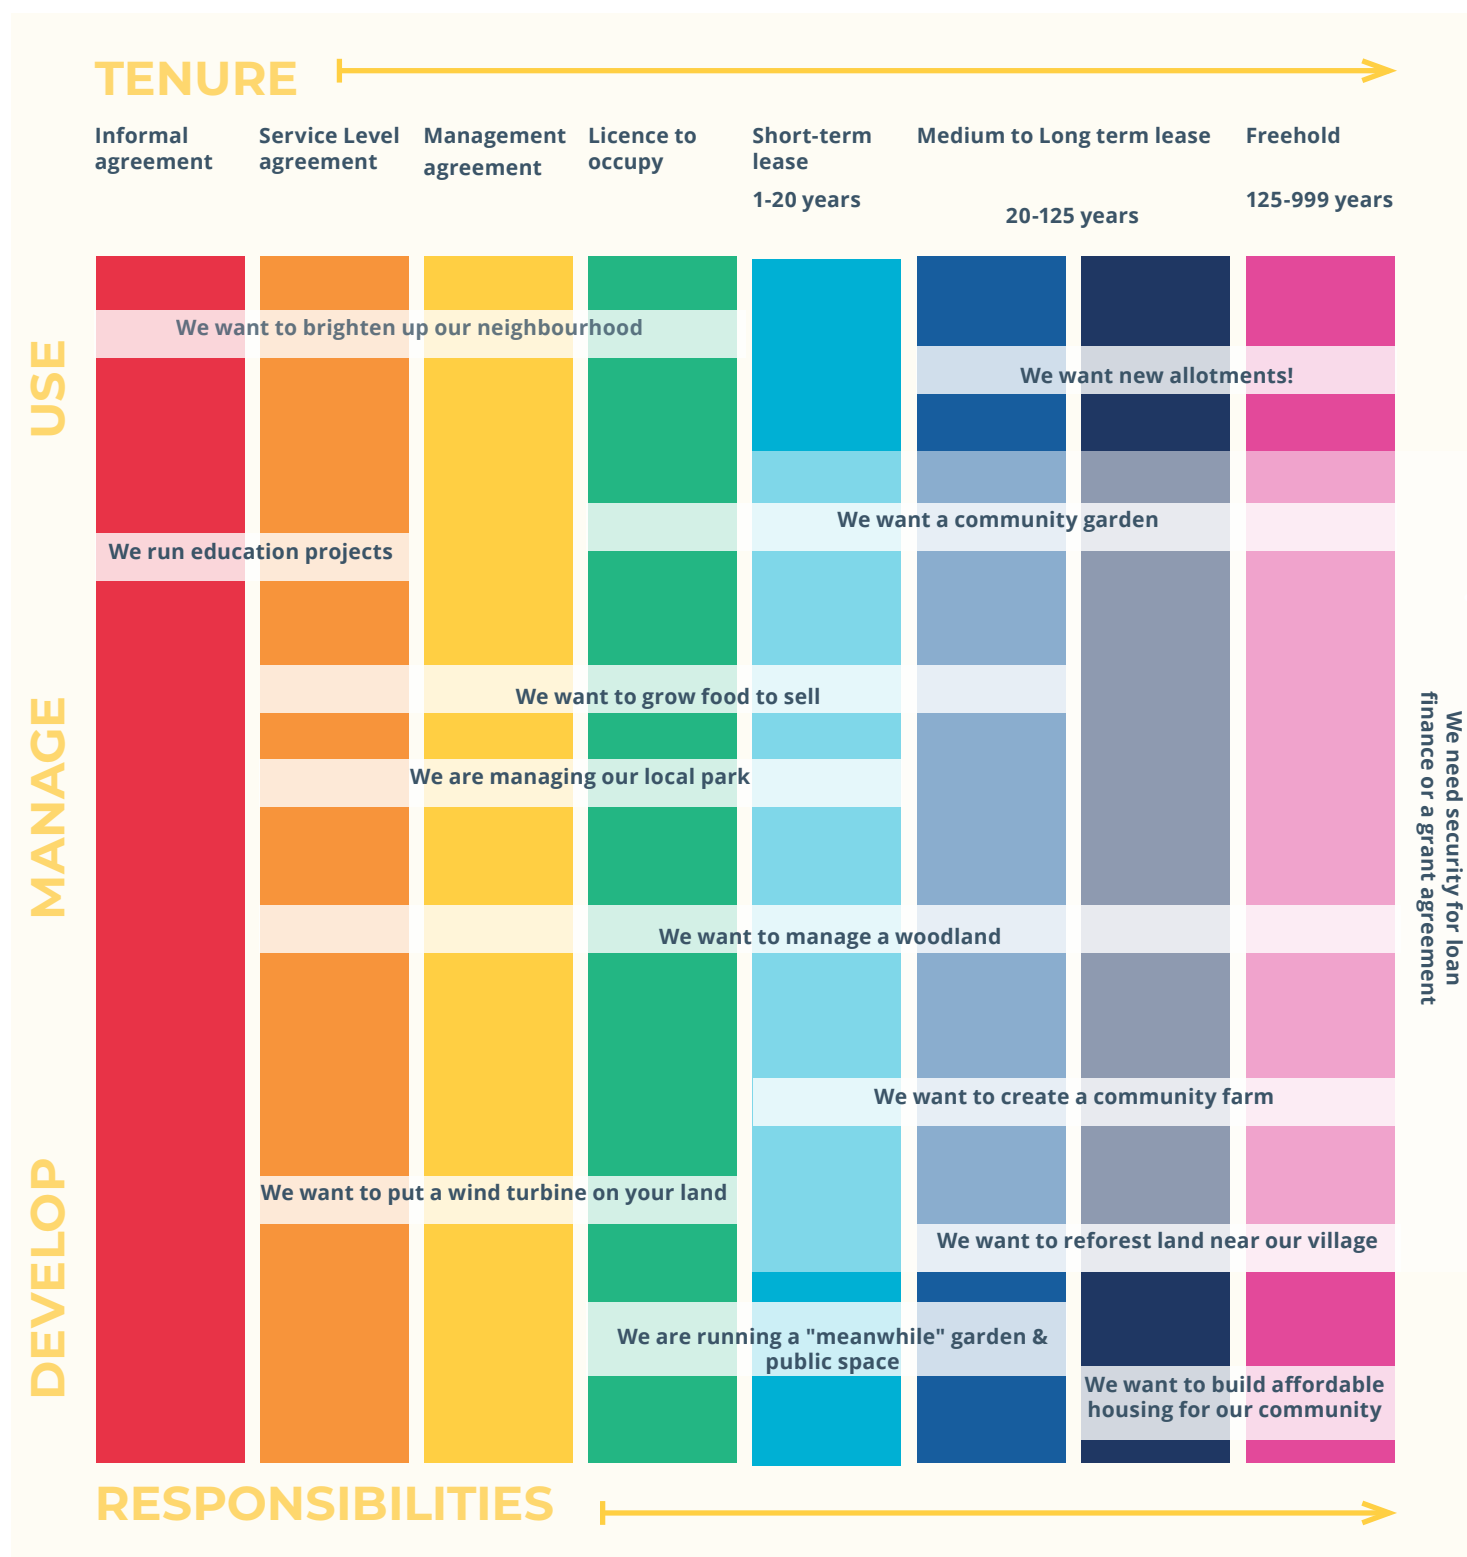 TENURE
Informal
agreement
Service Level
agreement
Management
agreement
Licence to
occupy
Short-term
lease
1-20 years
Medium to Long term lease
20-125 years
Freehold
125-999 years
USE
We want to brighten up our neighbourhood
We want new allotments!
We want a community garden
We run education projects
MANAGE
We want to grow food to sell
We are managing our local park
We want to manage a woodland
We need security for loan
finance or a grant agreement
DEVELOP
We want to create a community farm
We want to put a wind turbine on your land
We want to reforest land near our village
We are running a "meanwhile" garden &
public space
We want to build affordable
housing for our community
RESPONSIBILITIES